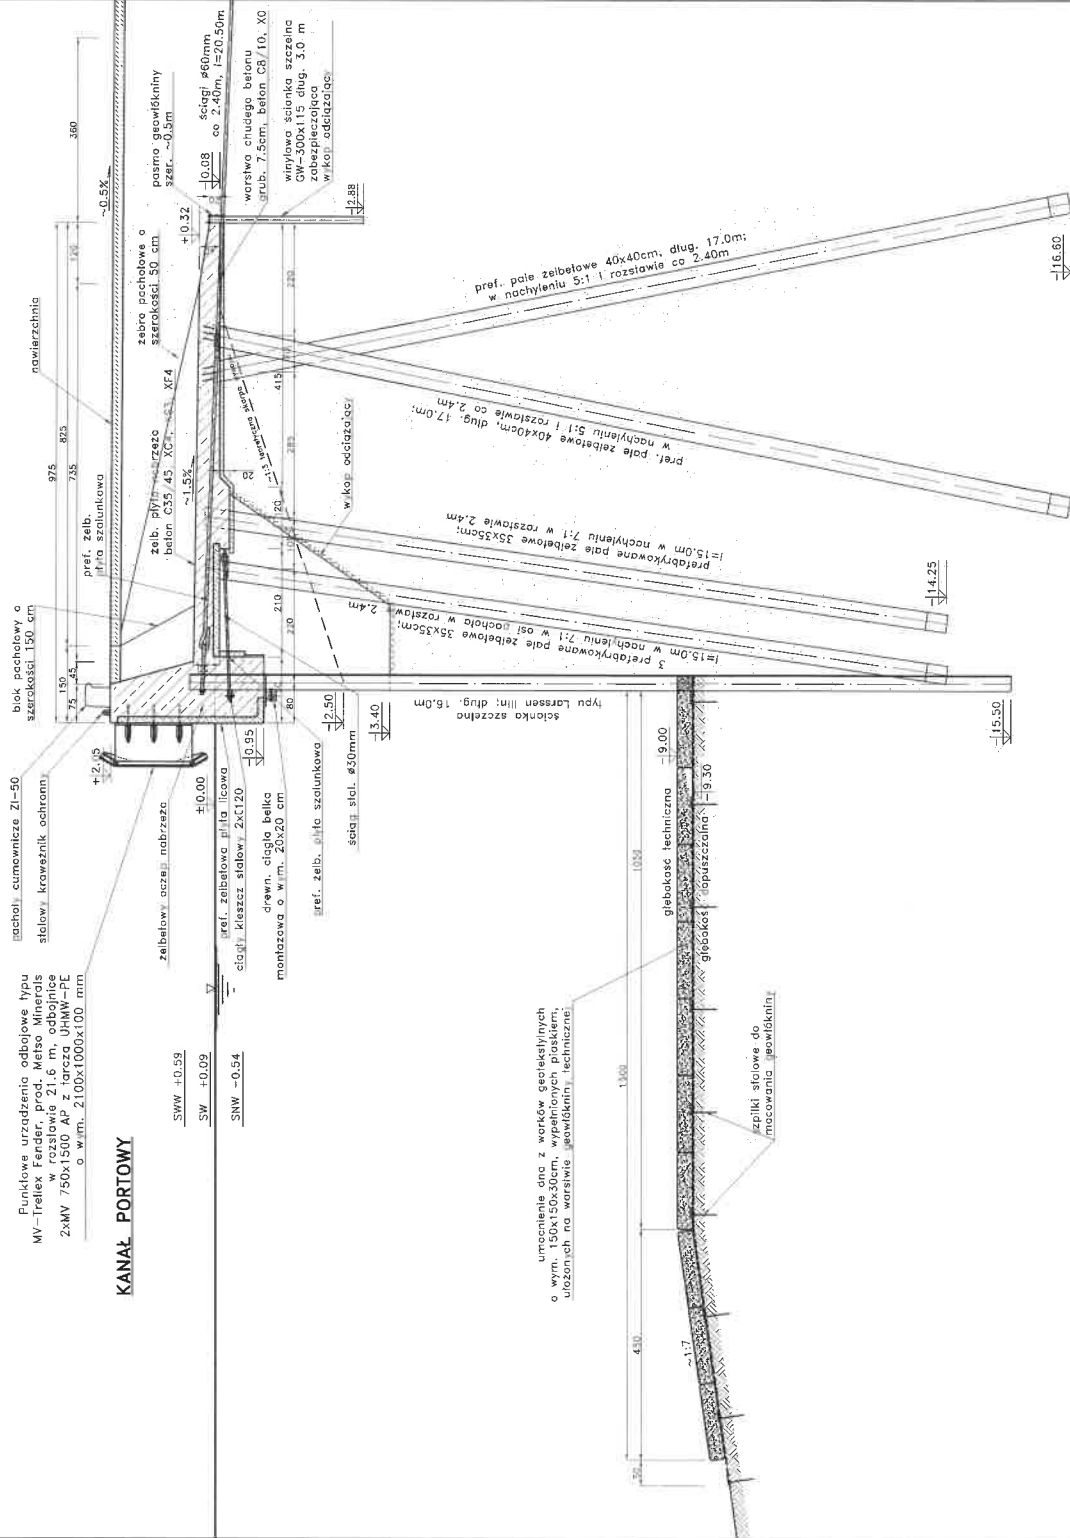 pachoły cumownicze ZI-50
stalowy krawężnik ochronny
Punktowe urządzenia odbojowe typu
MV-Trellex Fender, prod. Metso Minerals
w rozstawie 21.6 m, odbojnice
2xMV 750x1500 AP z tarczą UHMW-PE
o wym. 2100x1000x100 mm
KANAŁ PORTOWY
SWW +0.59
SW +0.09
SNW -0.54
żelbetowy oczep nabrzeża
±0.00
pref. żelbetowa płyta licowa
ciągły kleszcz stalowy 2x[120
drewn. ciągła belka
montażowa o wym. 20x20 cm
pref. żelb. płyta szalunkowa
ściąg stal. ø30mm
-0.95
-2.50
-3.40
80
blok pachołowy o
szerokości 150 cm
pref. żelb.
płyta szalunkowa
nawierzchnia
żelb. płyta nabrzeża
~1.5%
żebro pachołowe o
szerokości 50 cm
pasmo geowłókniny
szer. ~0.5m
~0.5%
+0.32
-0.08
ściągi ø60mm
co 2.40m, l=20.50m
warstwa chudego betonu
grub. 7.5cm, beton C8/10, X0
winylowa ścianka szczelna
GW-300x115 dług. 3.0 m
zabezpieczająca
wykop odciążający
-2.88
975
825
735
120
360
150
75
45
210
220
120
415
285
220
20
wykop odciążający
pref. pale żelbetowe 40x40cm, dług. 17.0m;
w nachyleniu 5:1 i rozstawie co 2.40m
-16.60
pref. pale żelbetowe 40x40cm, dług. 17.0m;
w nachyleniu 5:1 i rozstawie co 2.4m
prefabrykowane pale żelbetowe 35x35cm;
l=15.0m w nachyleniu 7:1 w rozstawie 2.4m
-14.25
3 prefabrykowane pale żelbetowe 35x35cm;
l=15.0m w nachyleniu 7:1 w osi pachoła w rozstaw 2.4m
ścianka szczelna
typu Larssen IIIn; dług. 16.0m
-15.50
-9.00
głębokość techniczna
-9.30
głębokość dopuszczalna
1050
1500
450
50
~1:7
umocnienie dna z worków geotekstylnych
o wym. 150x150x30cm, wypełnionych piaskiem,
ułożonych na warstwie geowłókniny technicznej
szpilki stalowe do
mocowania geowłókniny